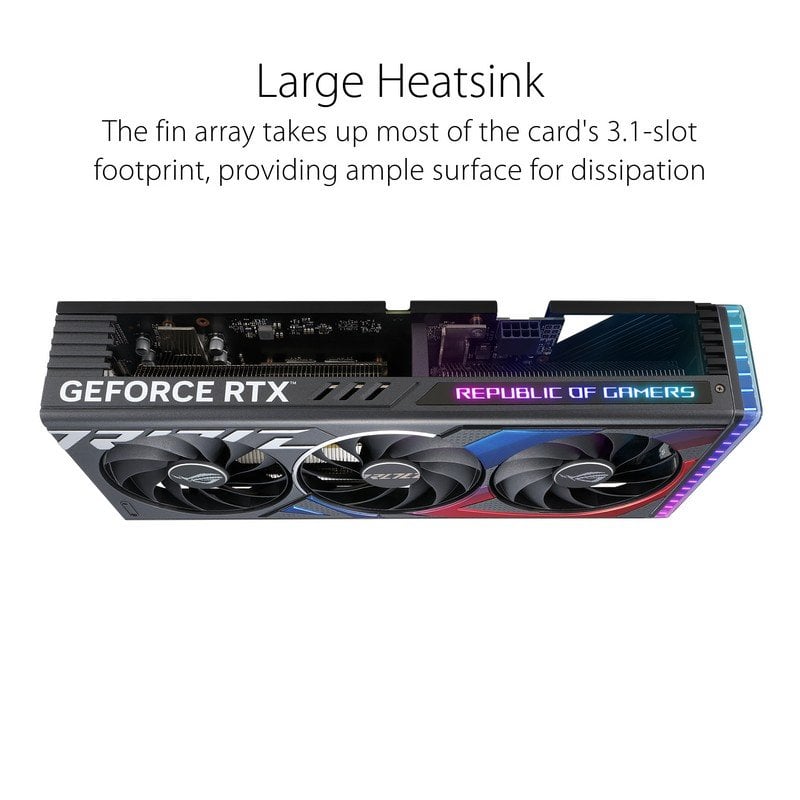 Large Heatsink
The fin array takes up most of the card's 3.1-slot
footprint, providing ample surface for dissipation
GEFORCE RTX™
REPUBLIC OF GAMERS